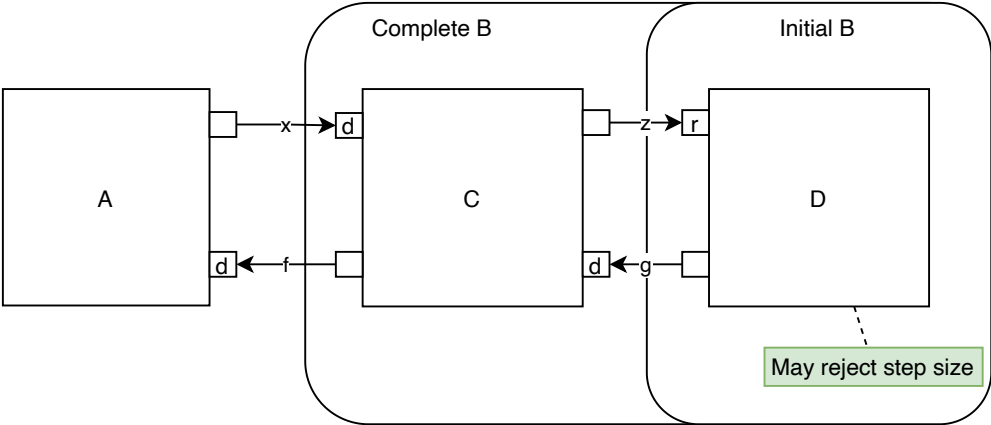 Complete B
Initial B
x
d
z
r
A
C
D
d
f
d
g
May reject step size